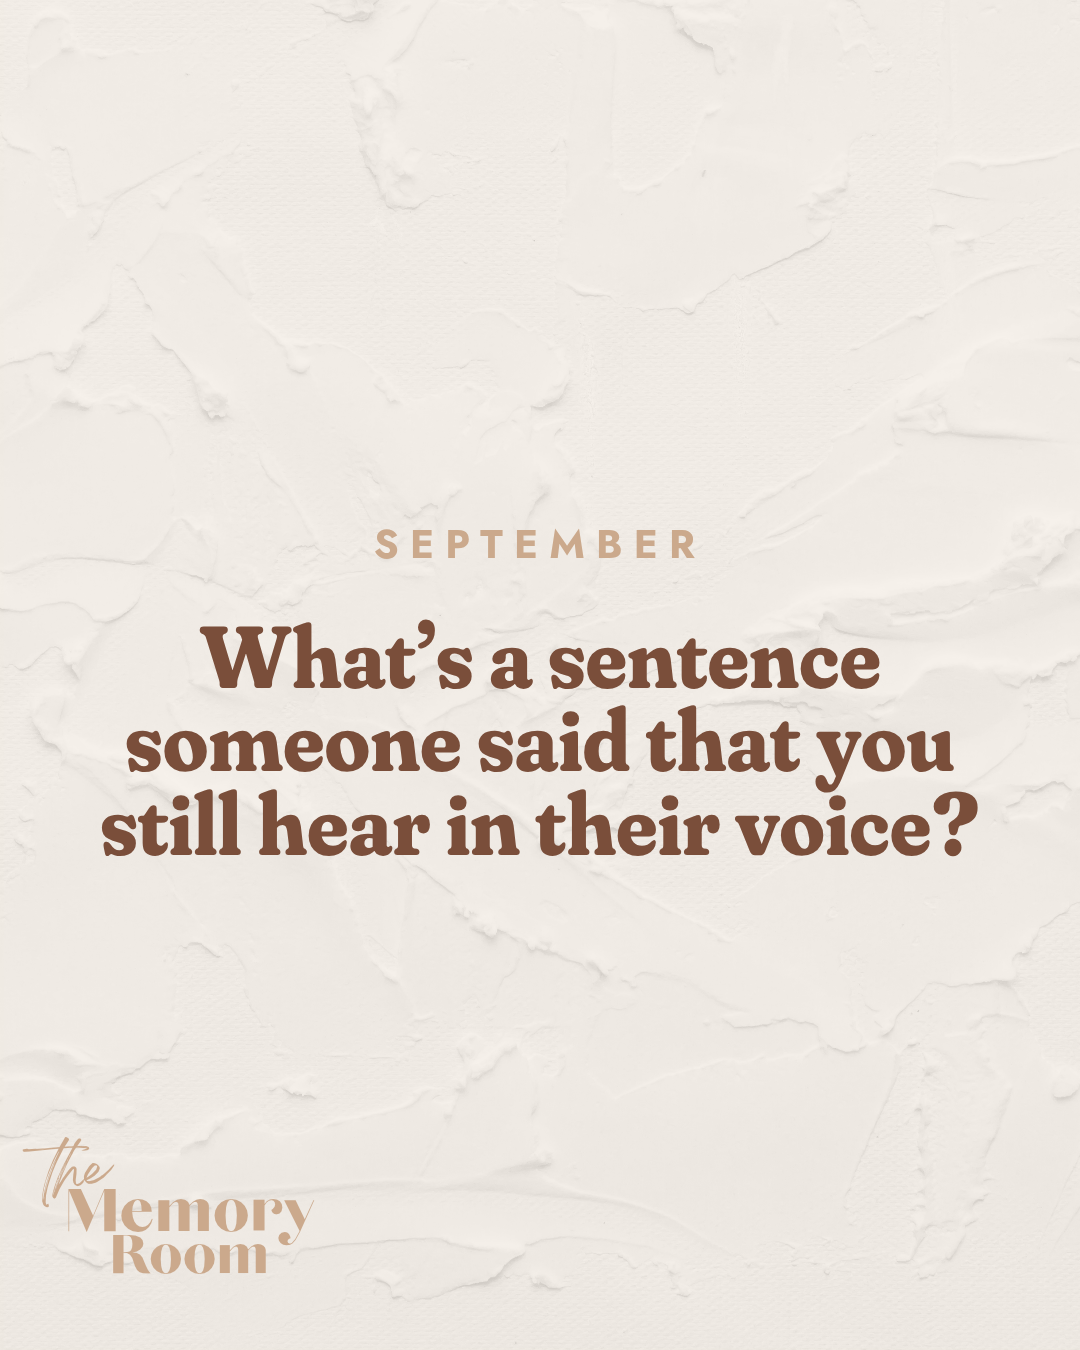 SEPTEMBER
What’s a sentence
someone said that you
still hear in their voice?
the
Memory
Room